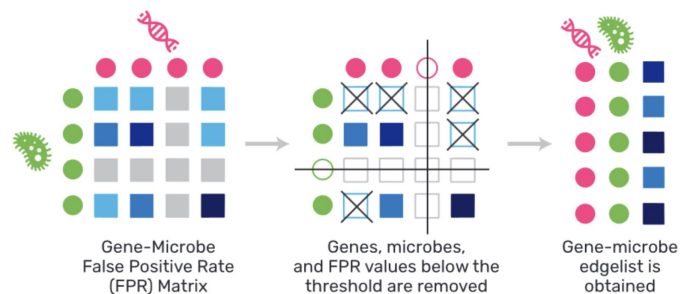 Gene-Microbe
False Positive Rate
(FPR) Matrix
Genes, microbes,
and FPR values below the
threshold are removed
Gene-microbe
edgelist is
obtained